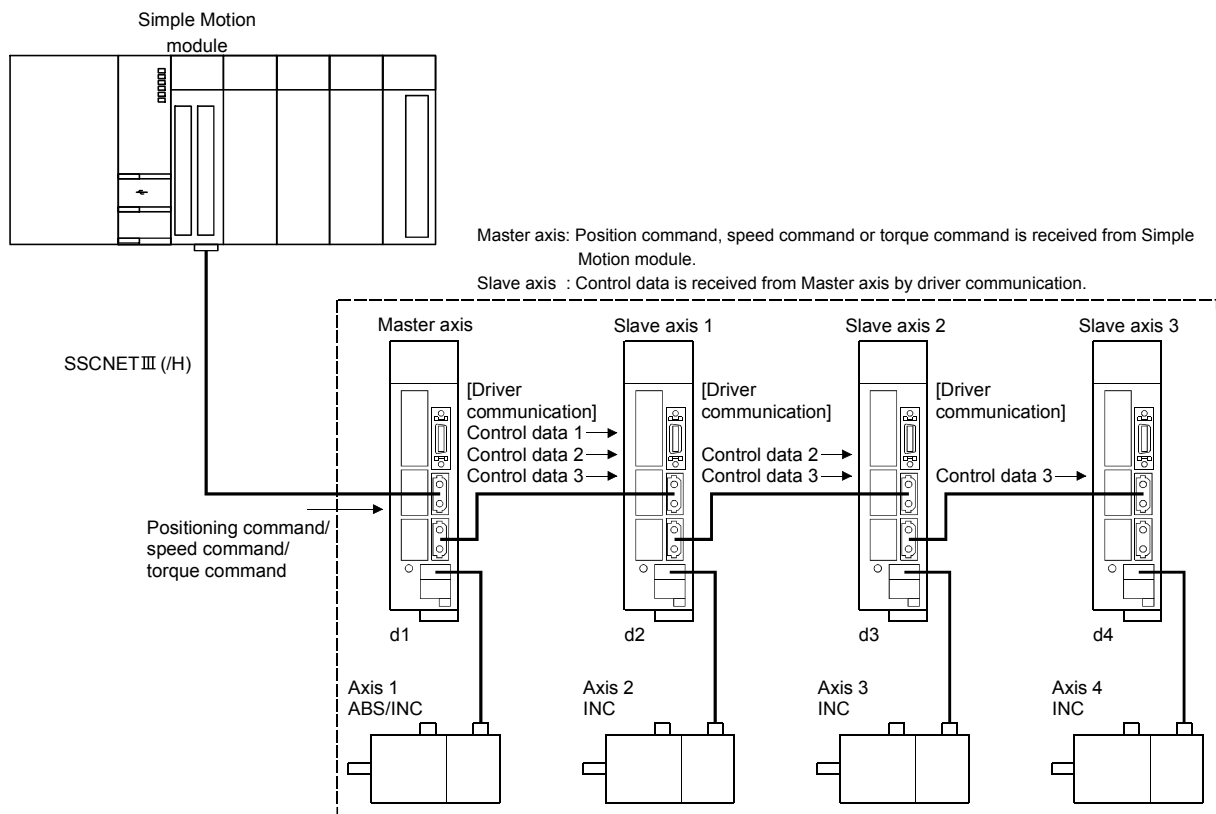 Simple Motion
module
Master axis: Position command, speed command or torque command is received from Simple
Motion module.
Slave axis : Control data is received from Master axis by driver communication.
Master axis
Slave axis 1
Slave axis 2
Slave axis 3
SSCNETⅢ (/H)
[Driver
communication]
Control data 1
Control data 2
Control data 3
[Driver
communication]
Control data 2
Control data 3
[Driver
communication]
Control data 3
Positioning command/
speed command/
torque command
d1
d2
d3
d4
Axis 1
ABS/INC
Axis 2
INC
Axis 3
INC
Axis 4
INC